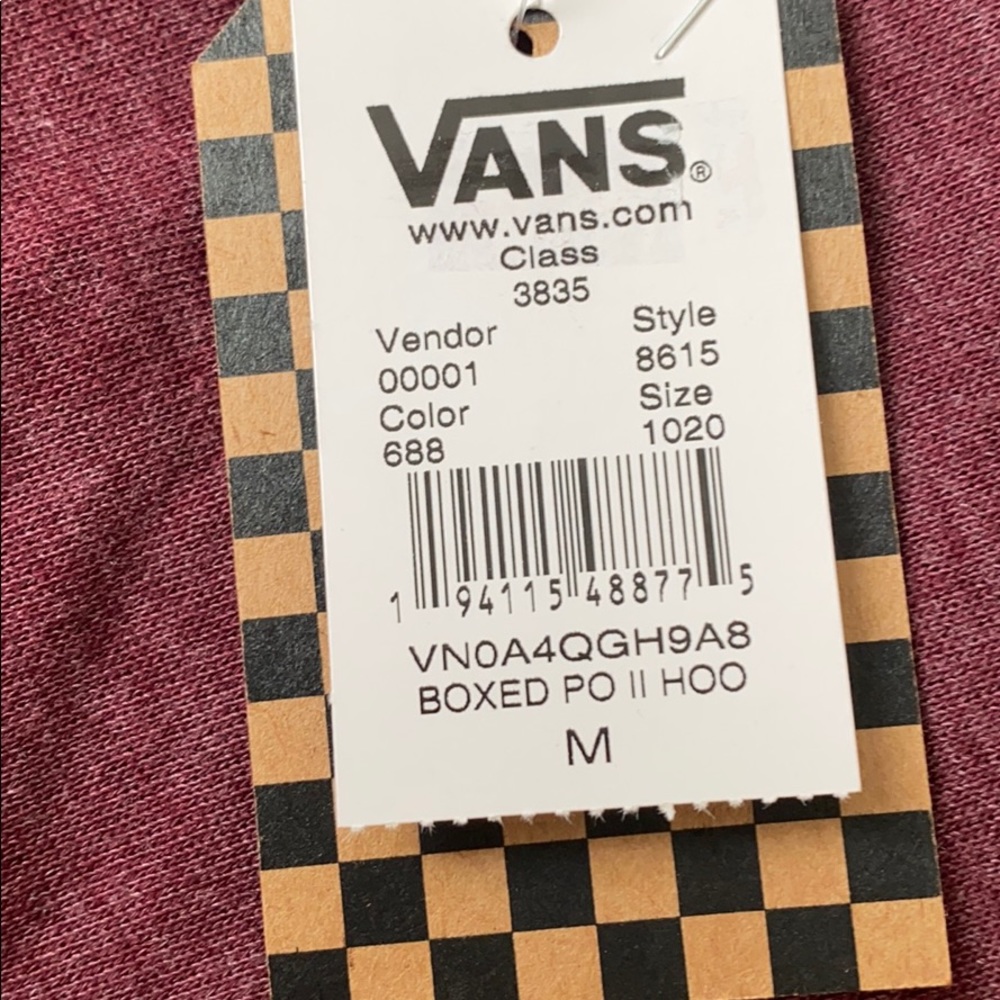 VANS®
www.vans.com
Class
3835
Vendor
00001
Color
688
Style
8615
Size
1020
1 94115 48877 5
VN0A4QGH9A8
BOXED PO II HOO
M